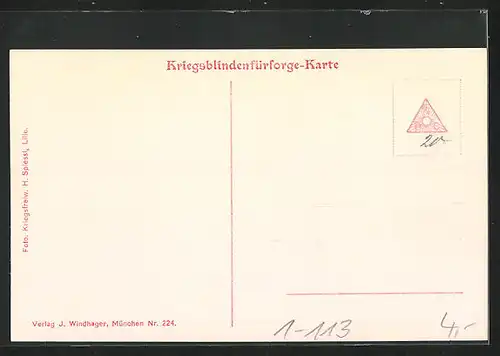 Kriegsblindenfürsorge-Karte
20.-
Foto. Kriegsfreiw. H. Spiessl, Lille.
Verlag J. Windhager, München Nr. 224.
1-113
4,-